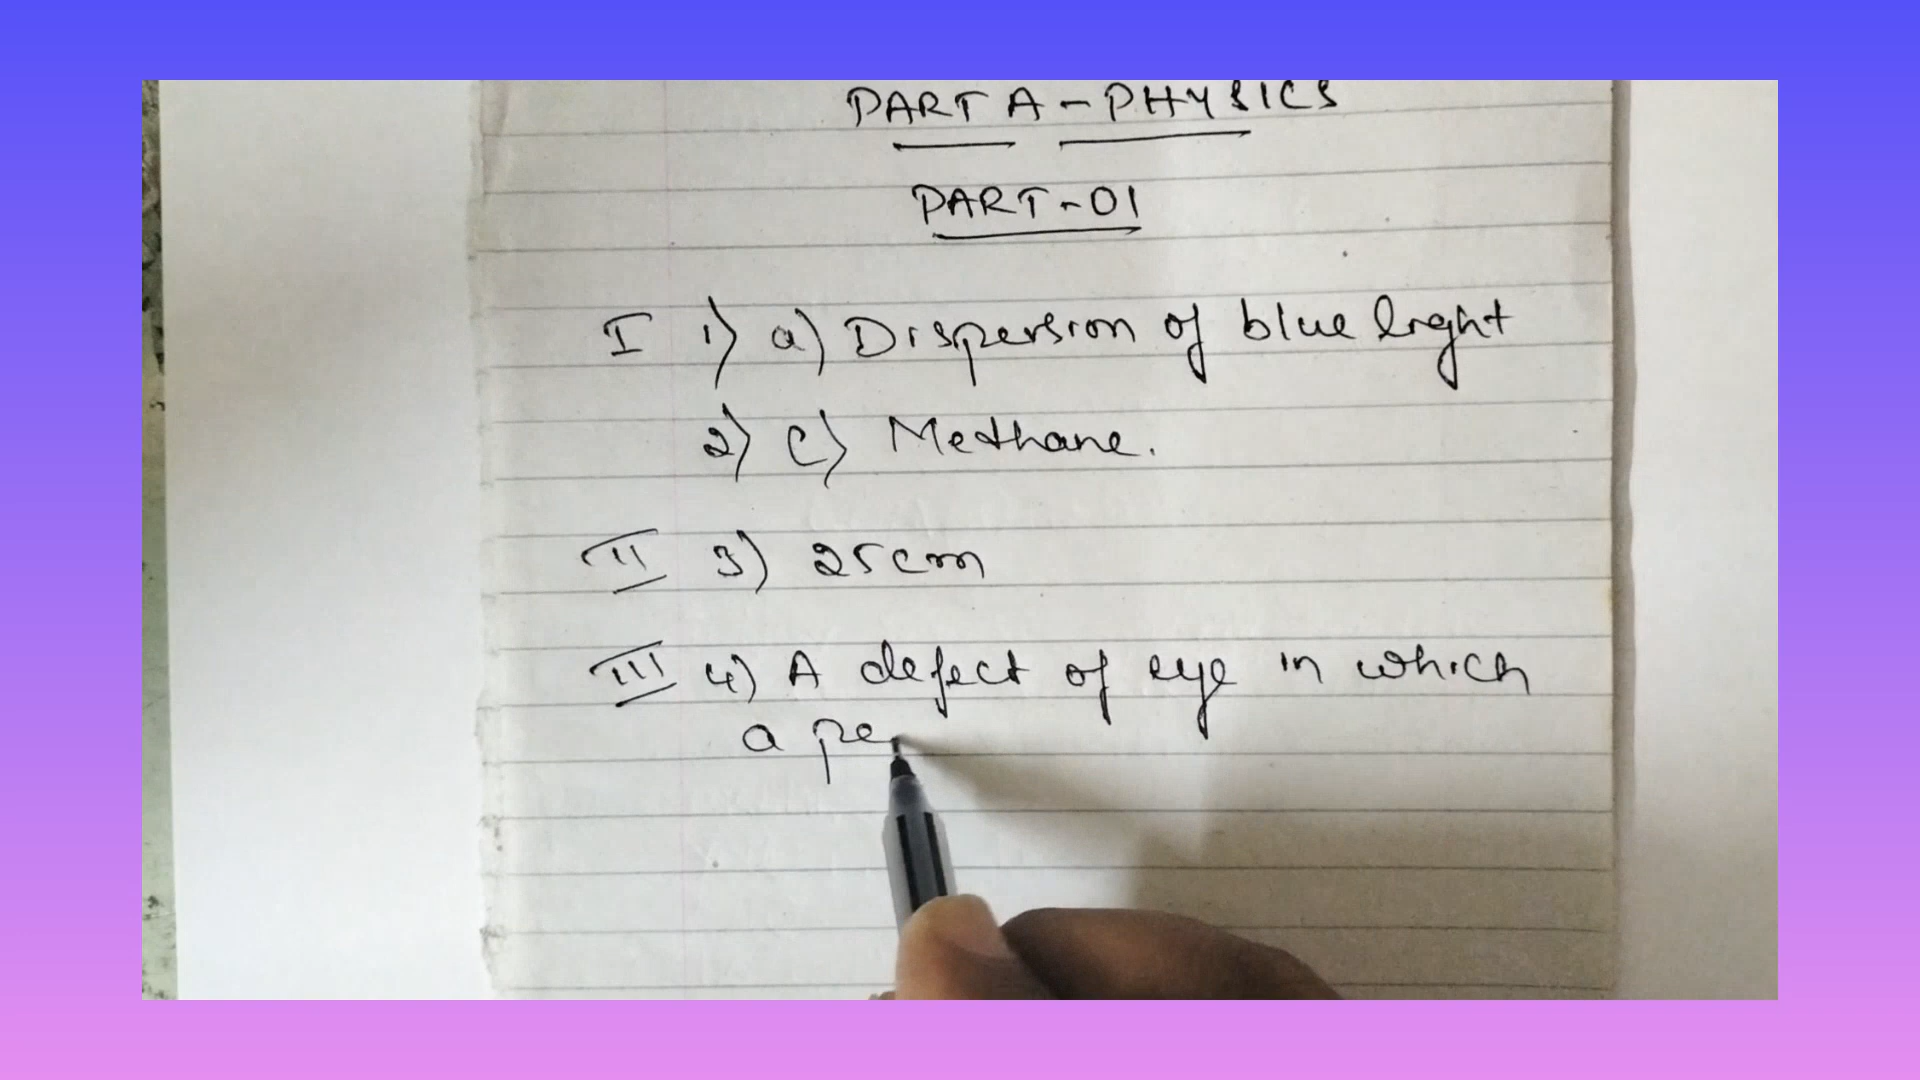 PART A - PHYSICS
PART-01
I 1) a) Dispersion of blue light
2) c) Methane.
II 3) 25cm
III 4) A defect of eye in which
a pe